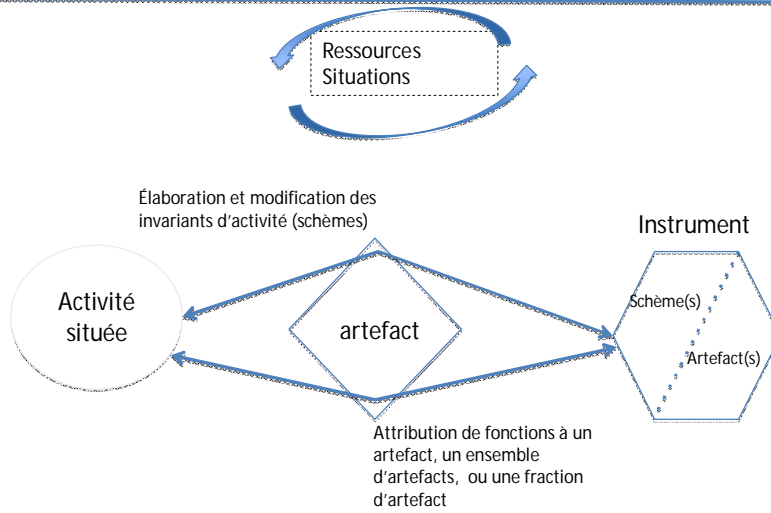 Ressources
Situations
Élaboration et modification des
invariants d'activité (schèmes)
Instrument
Activité
située
artefact
Schème(s)
Artefact(s)
Attribution de fonctions à un
artefact, un ensemble
d'artefacts, ou une fraction
d'artefact